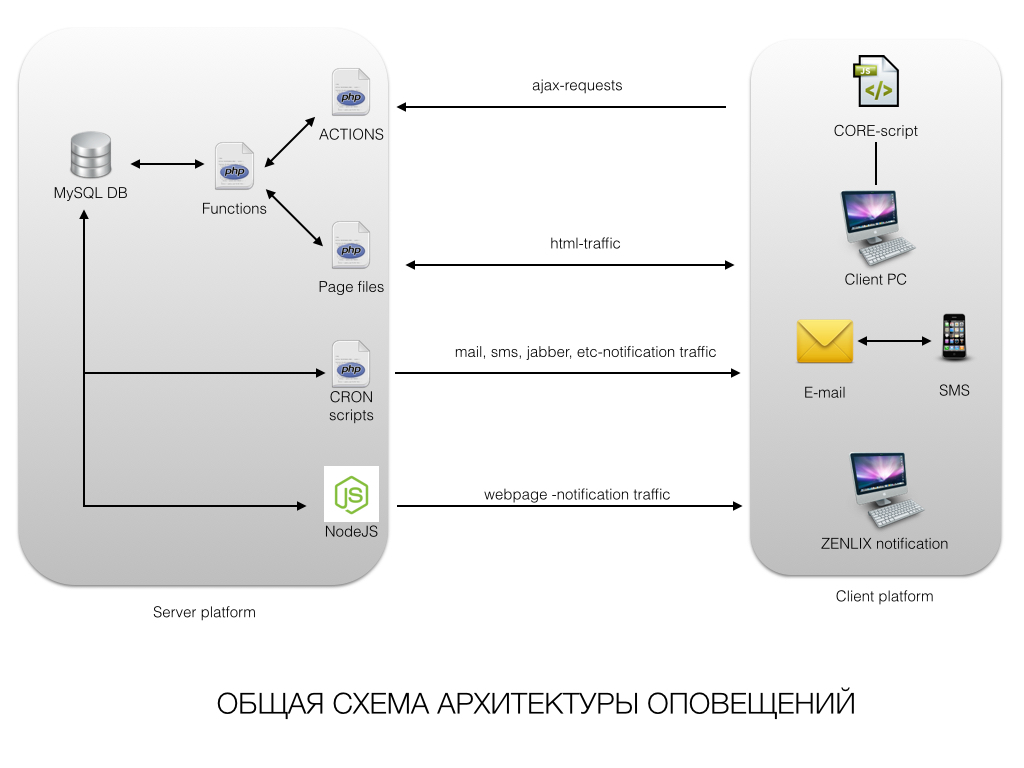 ajax-requests
php
ACTIONS
JS
</>
CORE-script
MySQL DB
php
Functions
html-traffic
php
Page files
Client PC
mail, sms, jabber, etc-notification traffic
php
CRON
scripts
E-mail
SMS
webpage -notification traffic
JS
NodeJS
ZENLIX notification
Server platform
Client platform
ОБЩАЯ СХЕМА АРХИТЕКТУРЫ ОПОВЕЩЕНИЙ